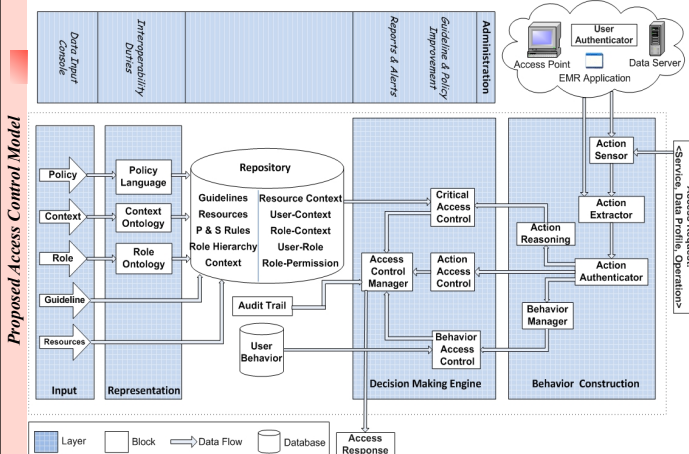 Proposed Access Control Model
Data Input
Console
Interoperability
Duties
Reports & Alerts
Guideline & Policy
Improvement
Administration
User
Authenticator
Access Point
Data Server
EMR Application
Policy
Context
Role
Guideline
Resources
Input
Policy
Language
Context
Ontology
Role
Ontology
Representation
Repository
Guidelines
Resources
P & S Rules
Role Hierarchy
Context
Resource Context
User-Context
Role-Context
User-Role
Role-Permission
Audit Trail
User
Behavior
Critical
Access
Control
Access
Control
Manager
Action
Access
Control
Behavior
Access
Control
Decision Making Engine
Action
Sensor
Action
Extractor
Action
Reasoning
Action
Authenticator
Behavior
Manager
Behavior Construction
<Service, Data Profile, Operation>
Layer
Block
Data Flow
Database
Access
Response